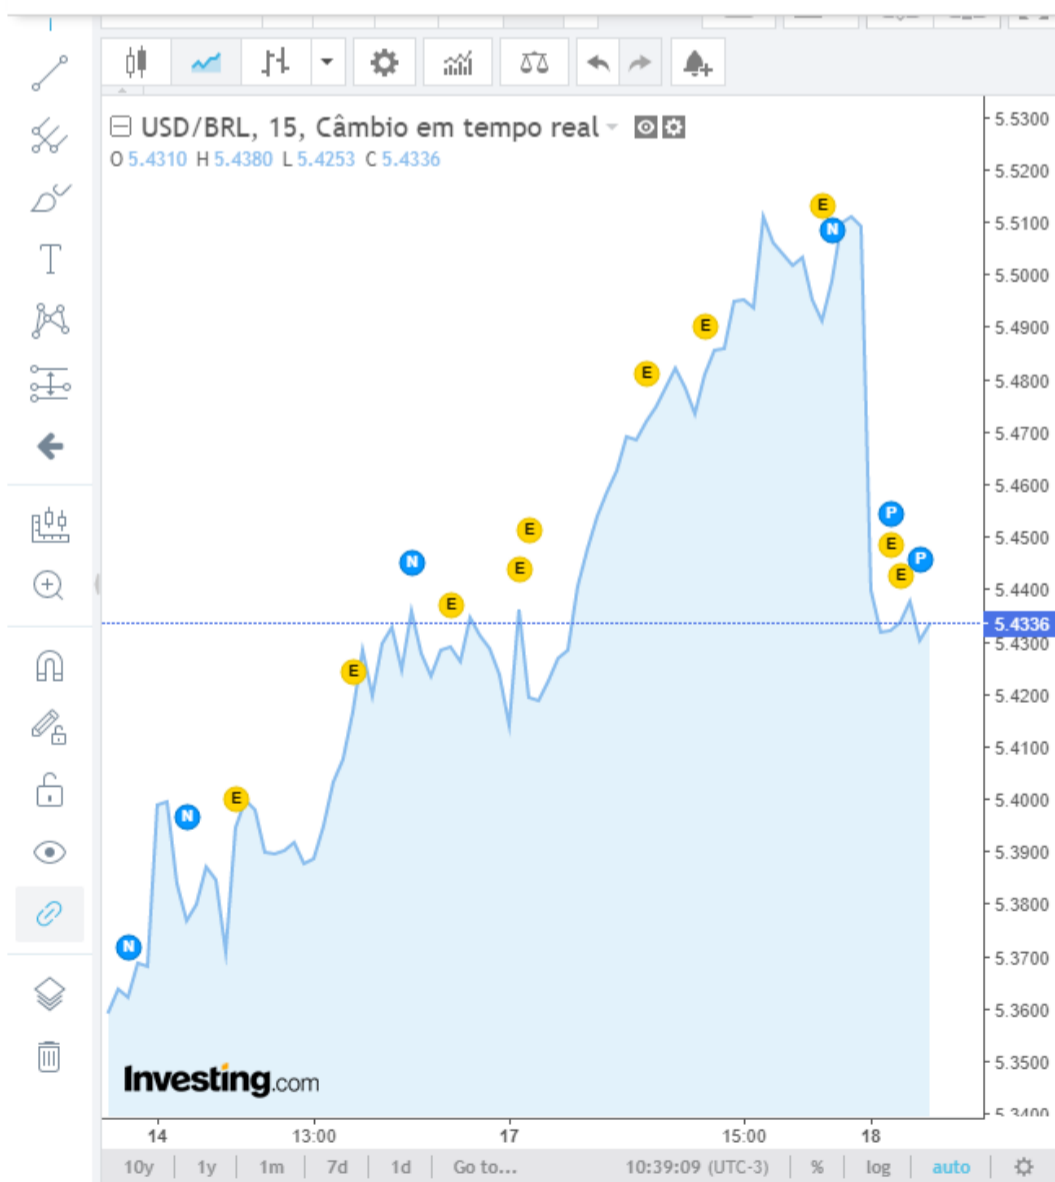 USD/BRL, 15, Câmbio em tempo real
O 5.4310 H 5.4380 L 5.4253 C 5.4336
5.5300
5.5200
5.5100
5.5000
5.4900
5.4800
5.4700
5.4600
5.4500
5.4400
5.4336
5.4300
5.4200
5.4100
5.4000
5.3900
5.3800
5.3700
5.3600
5.3500
5.3400
E
N
E
E
P
E
E
P
E
N
E
E
E
N
E
N
Investing.com
14 13:00 17 15:00 18
10y 1y 1m 7d 1d Go to... 10:39:09 (UTC-3) % log auto